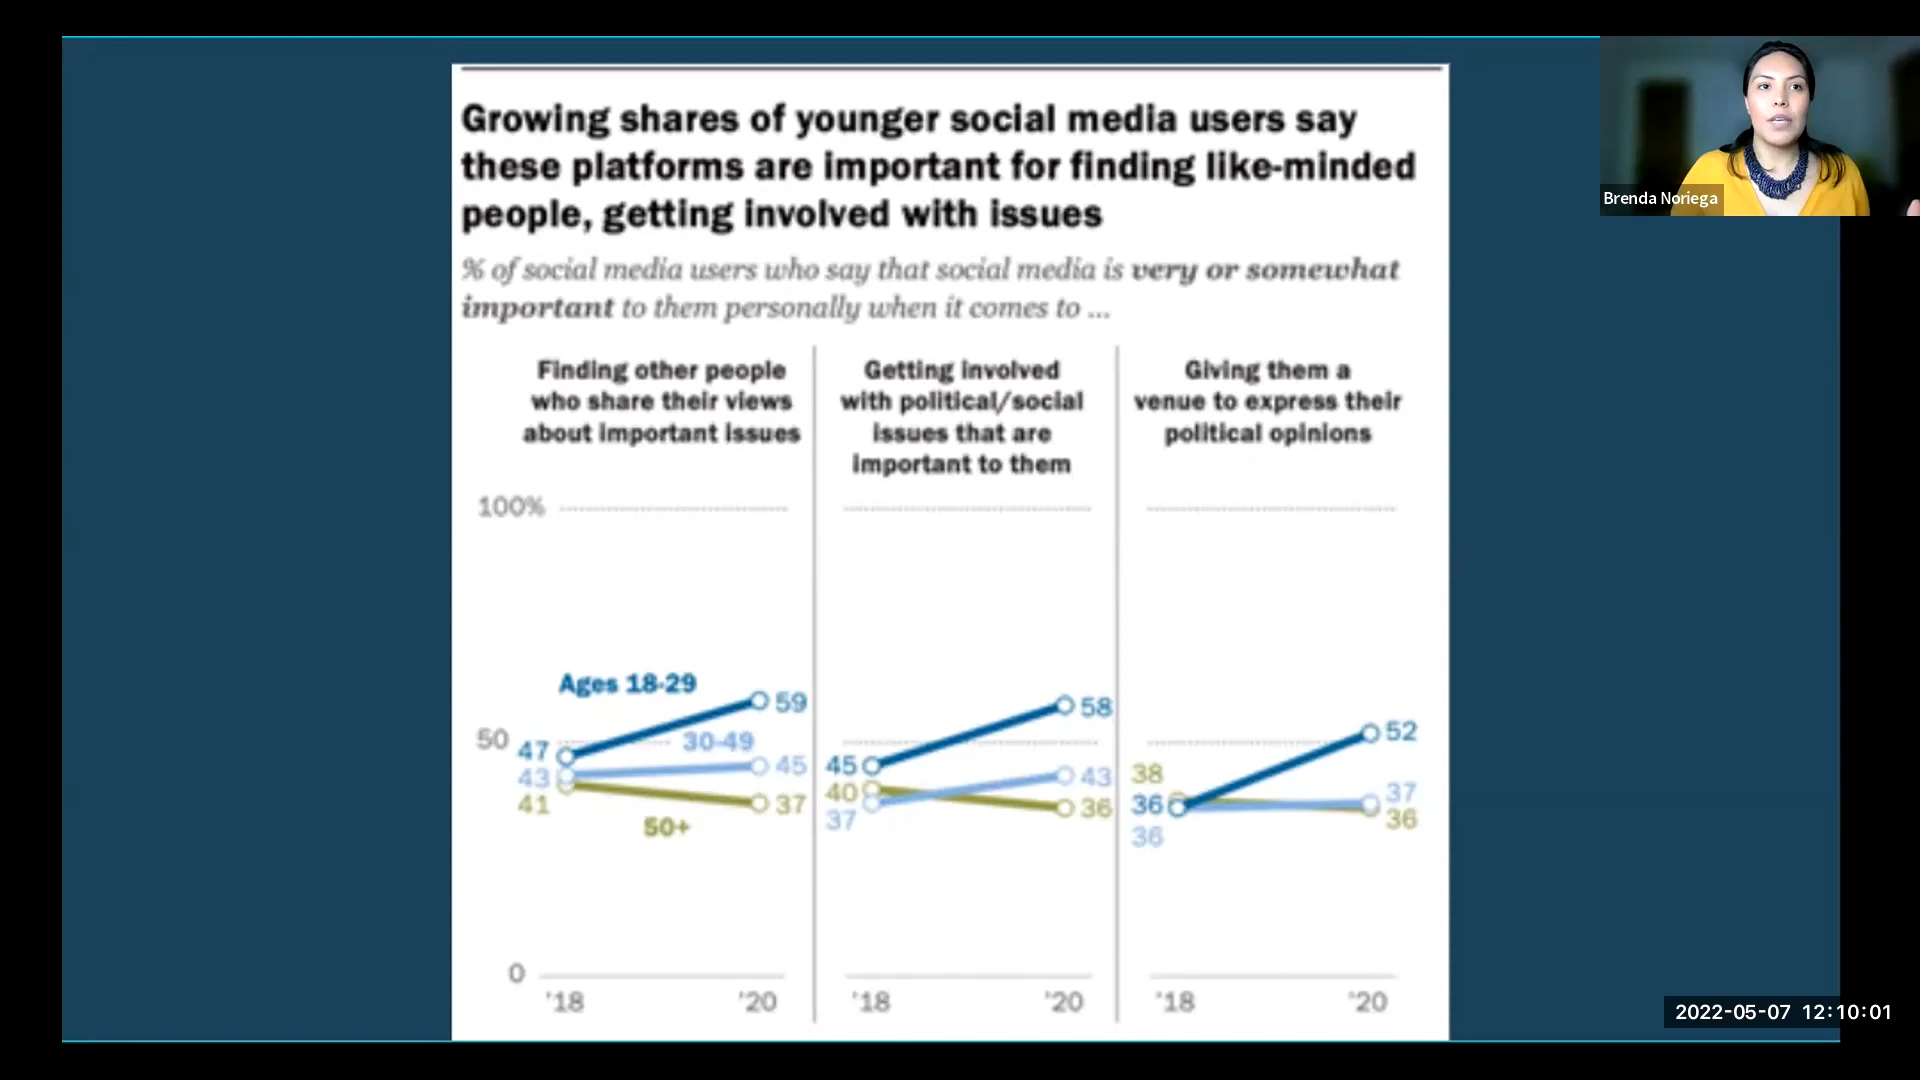 Growing shares of younger social media users say
these platforms are important for finding like-minded
people, getting involved with issues
% of social media users who say that social media is very or somewhat
important to them personally when it comes to ...
Finding other people
who share their views
about important issues
Getting involved
with political/social
issues that are
important to them
Giving them a
venue to express their
political opinions
100%
50
0
Ages 18-29
30-49
50+
47
43
41
59
45
37
45
40
37
58
43
36
38
36
36
52
37
36
'18
'20
'18
'20
'18
'20
Brenda Noriega
2022-05-07 12:10:01